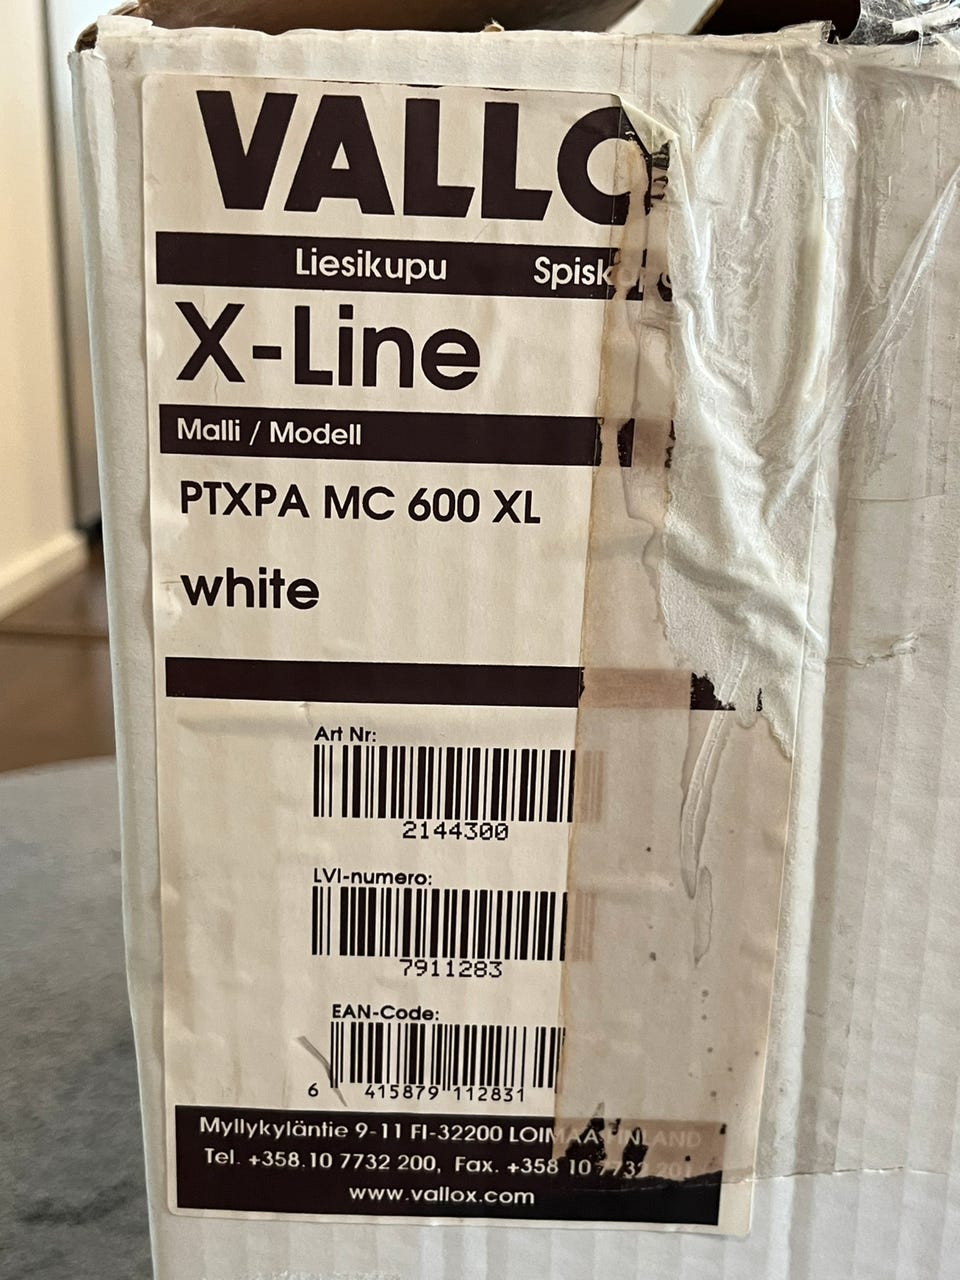 VALLO
Liesikupu
X-Line
Malli / Modell
PTXPA MC 600 XL
white
Art Nr:
2144300
LVI-numero:
7911283
EAN-Code:
6 415879 112831
Myllykyläntie 9-11 FI-32200 LOIMAA FINLAND
Tel. +358.10 7732 200, Fax. +358 10 7732 201
www.vallox.com